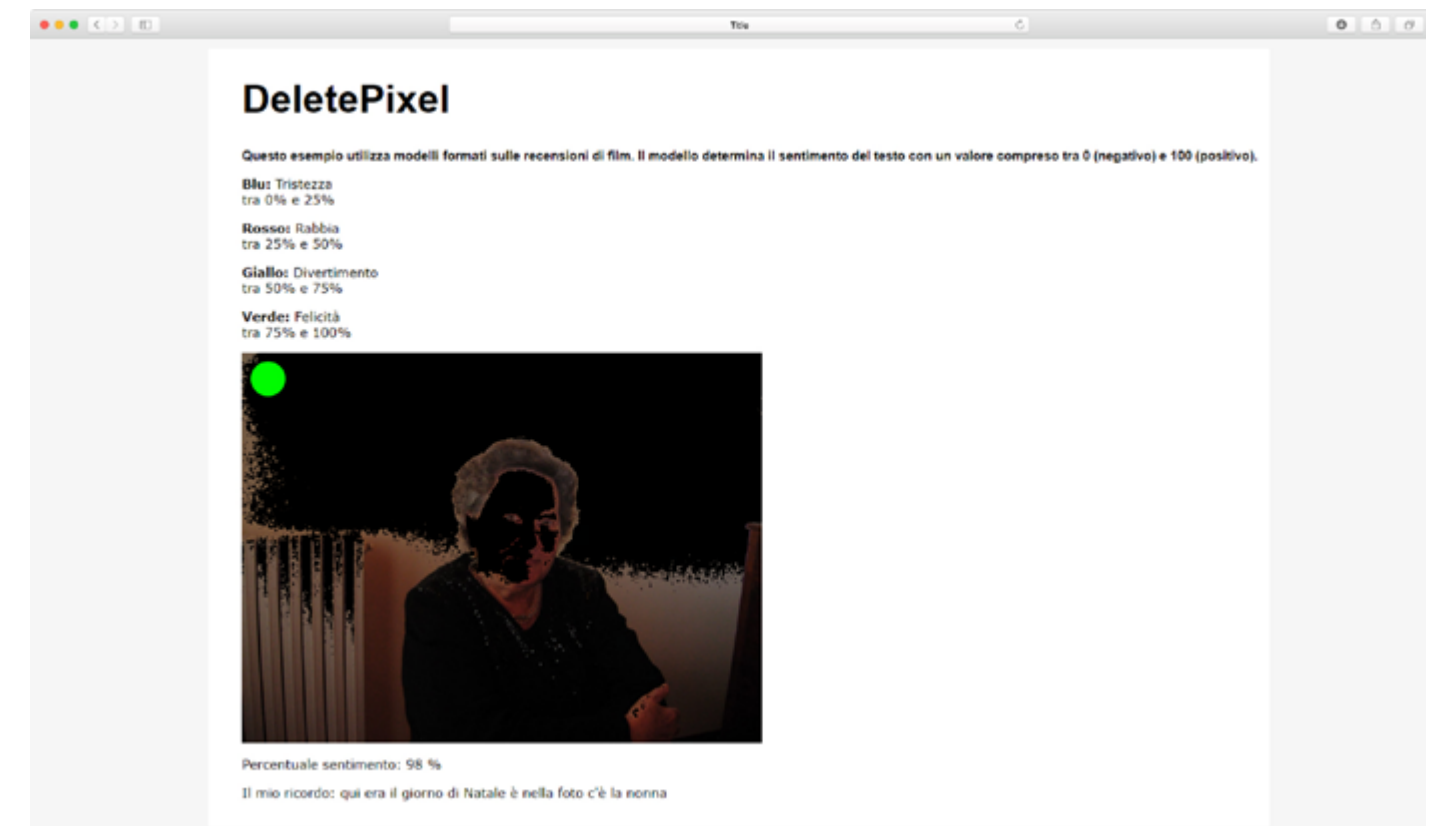 Title
DeletePixel
Questo esempio utilizza modelli formati sulle recensioni di film. Il modello determina il sentimento del testo con un valore compreso tra 0 (negativo) e 100 (positivo).
Blu: Tristezza
tra 0% e 25%
Rosso: Rabbia
tra 25% e 50%
Giallo: Divertimento
tra 50% e 75%
Verde: Felicità
tra 75% e 100%
Percentuale sentimento: 98 %
Il mio ricordo: qui era il giorno di Natale è nella foto c'è la nonna